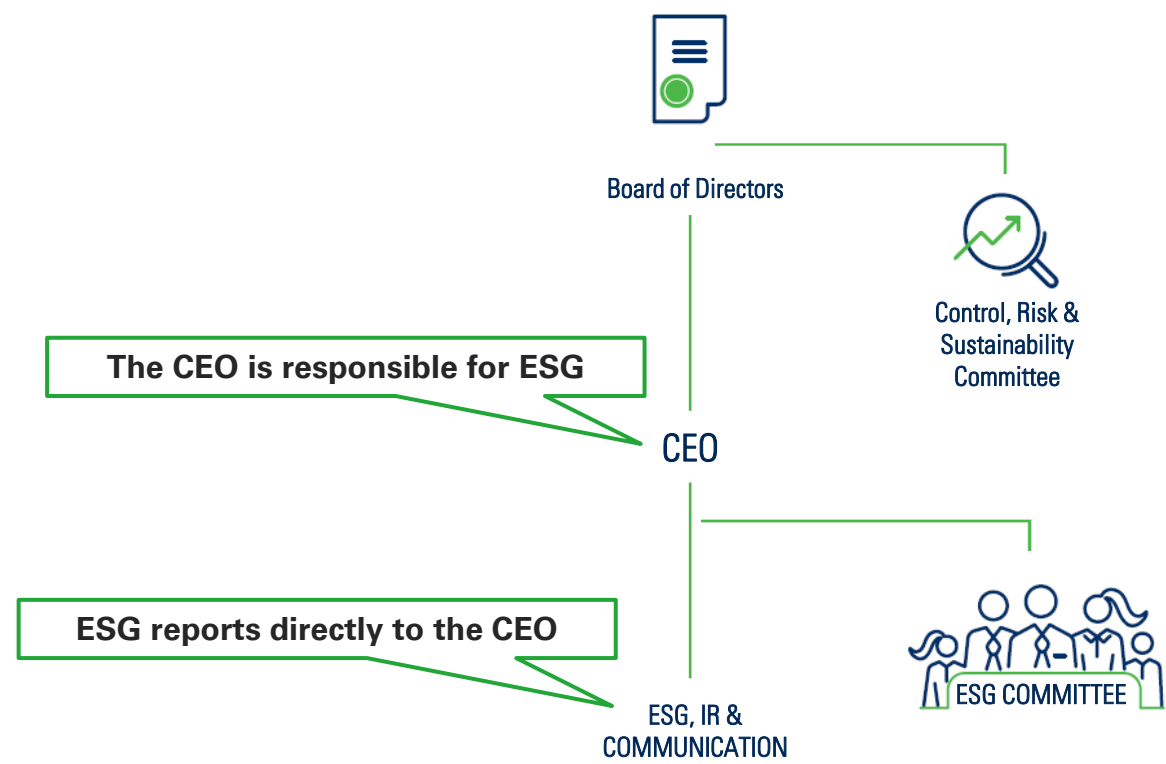 Board of Directors
Control, Risk &
Sustainability
Committee
The CEO is responsible for ESG
CEO
ESG reports directly to the CEO
ESG COMMITTEE
ESG, IR &
COMMUNICATION